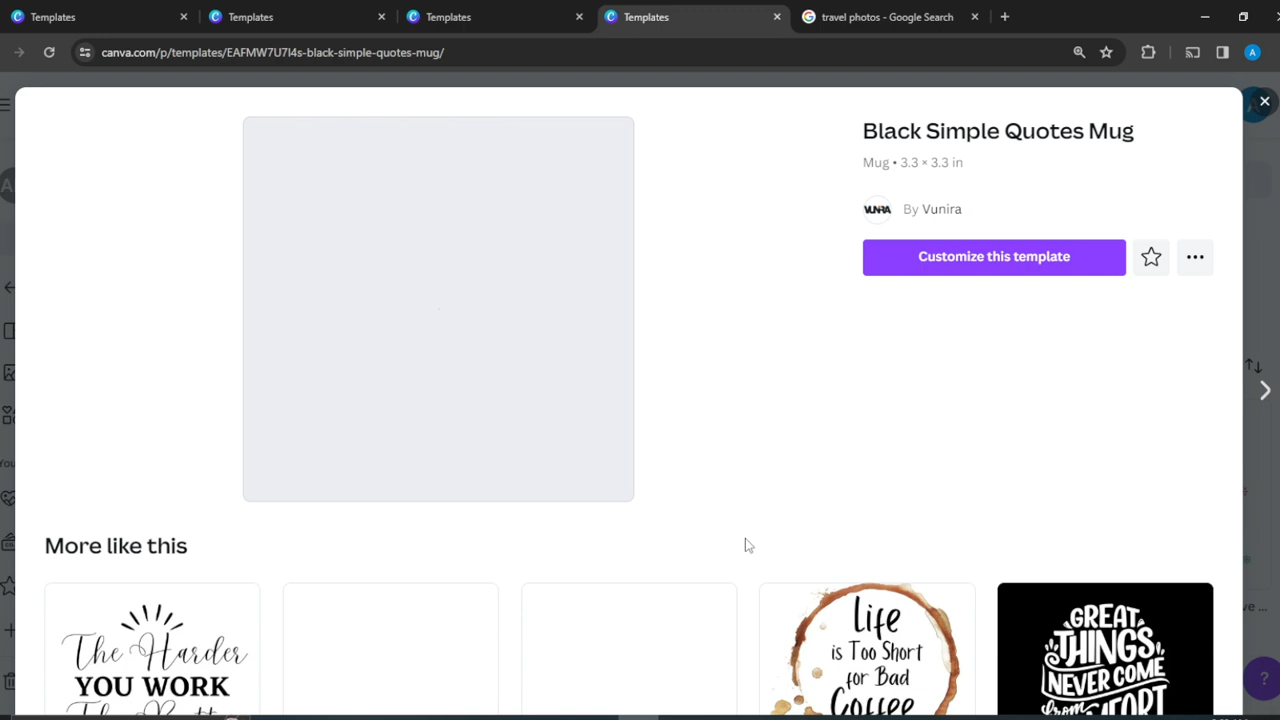 Templates
Templates
Templates
Templates
travel photos - Google Search
canva.com/p/templates/EAFMW7U7I4s-black-simple-quotes-mug/
A
Black Simple Quotes Mug
Mug • 3.3 × 3.3 in
VUNIRA
By Vunira
Customize this template
More like this
The Harder
YOU WORK
Life
is Too Short
for Bad
Coffee
GREAT
THINGS
NEVER COME
from
?